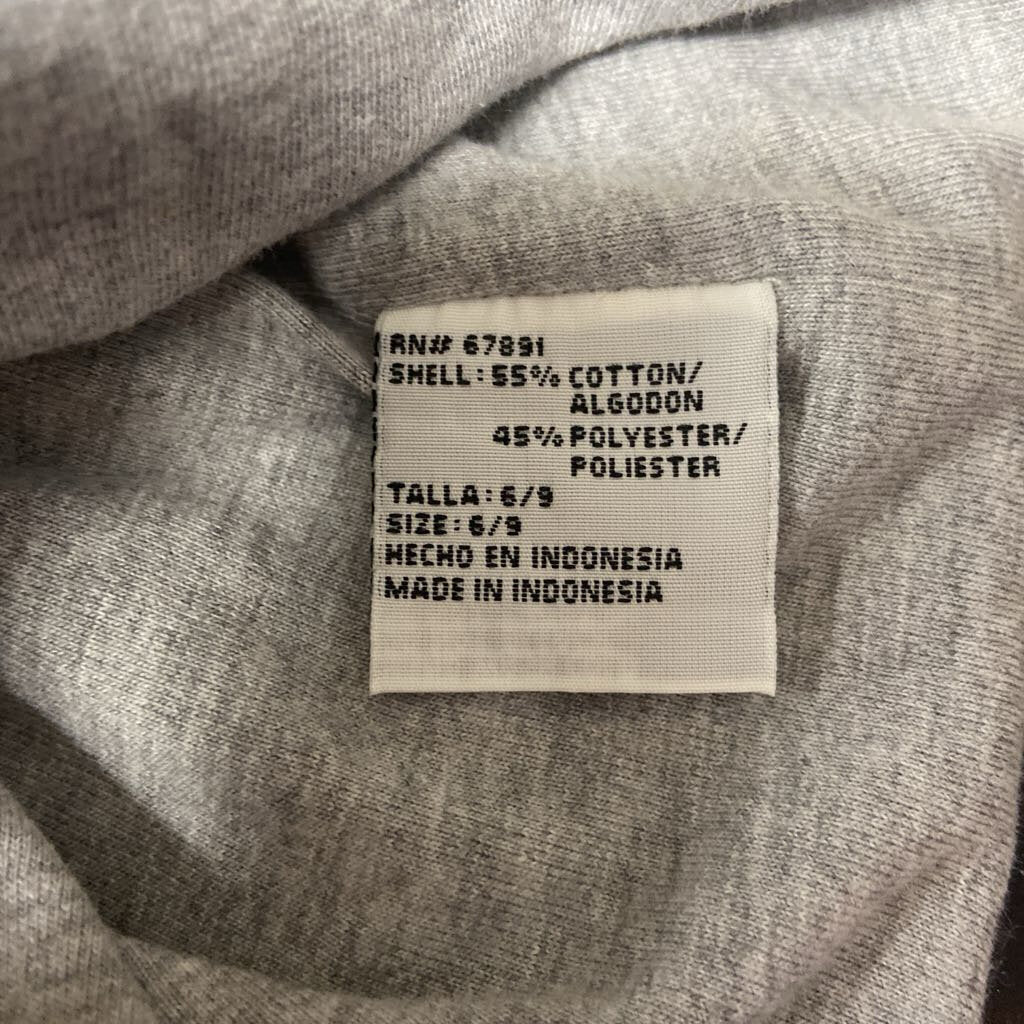 RN# 67891
SHELL: 55% COTTON/
ALGODON
45% POLYESTER/
POLIESTER
TALLA: 6/9
SIZE: 6/9
HECHO EN INDONESIA
MADE IN INDONESIA